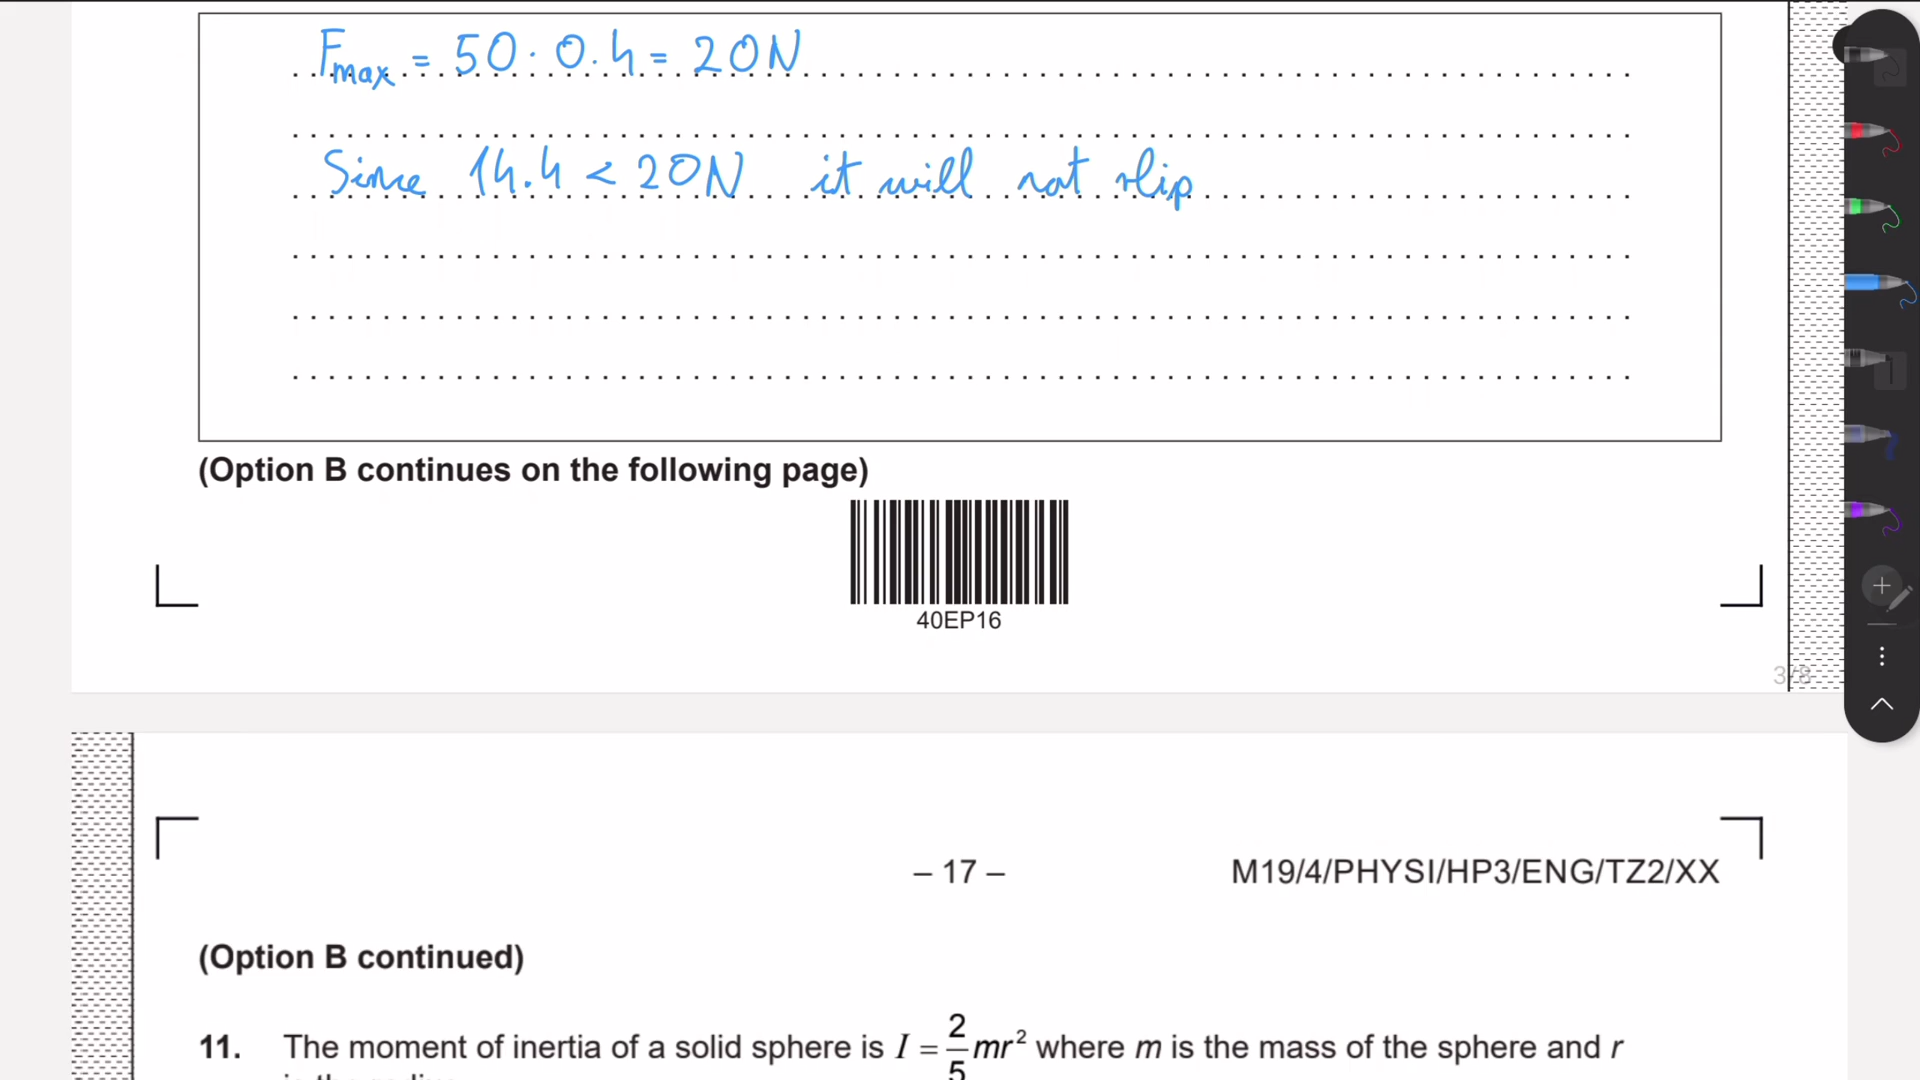 Fmax = 50 · 0.4 = 20N
Since 14.4 < 20N it will not slip
(Option B continues on the following page)
40EP16
3/8
– 17 –
M19/4/PHYSI/HP3/ENG/TZ2/XX
(Option B continued)
11. The moment of inertia of a solid sphere is I = 2/5 mr² where m is the mass of the sphere and r